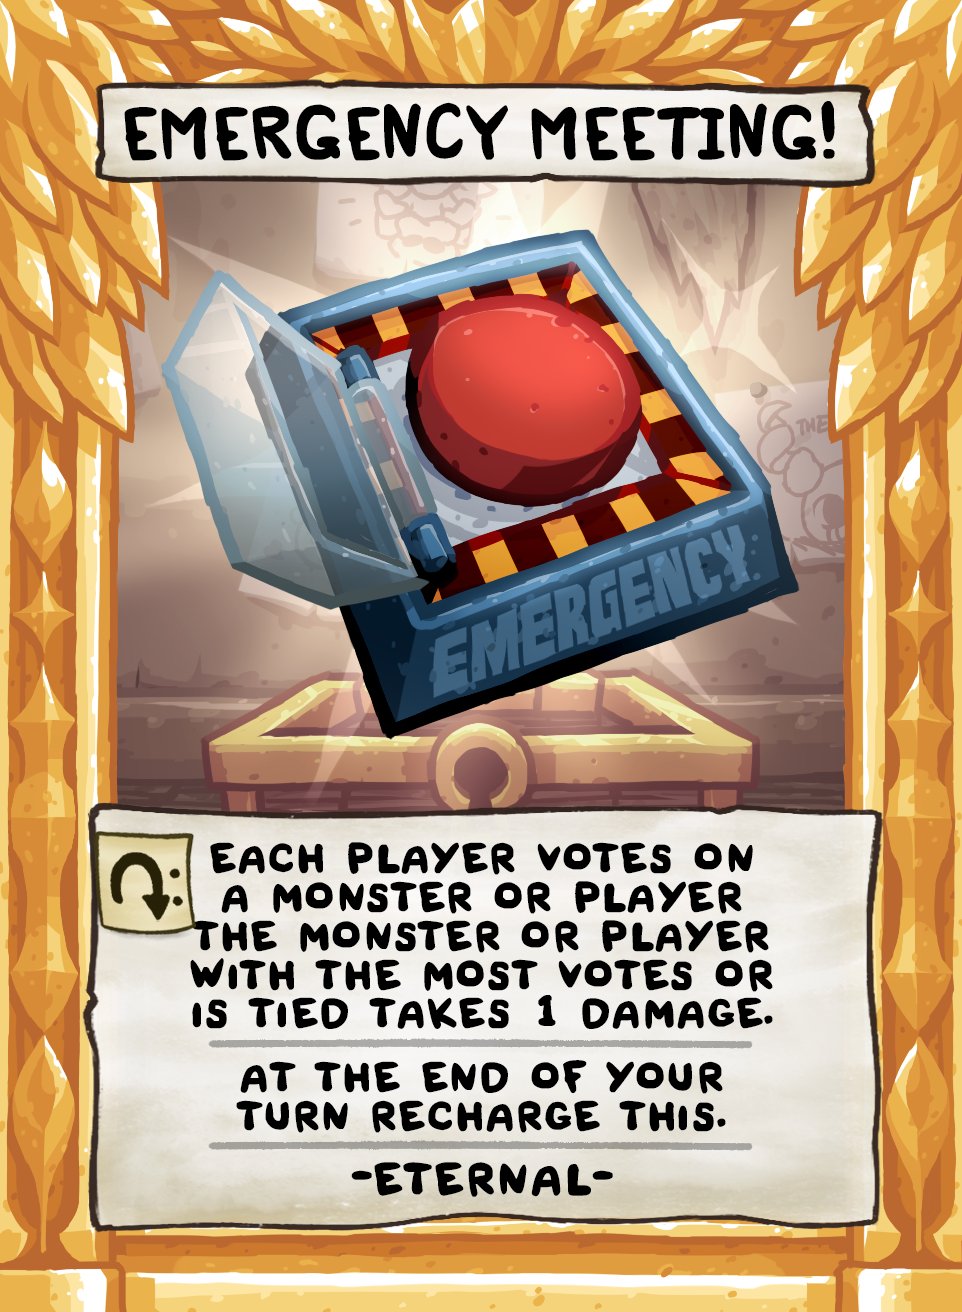 EMERGENCY MEETING!
THE
EMERGENCY
EACH PLAYER VOTES ON
A MONSTER OR PLAYER
THE MONSTER OR PLAYER
WITH THE MOST VOTES OR
IS TIED TAKES 1 DAMAGE.
AT THE END OF YOUR
TURN RECHARGE THIS.
-ETERNAL-